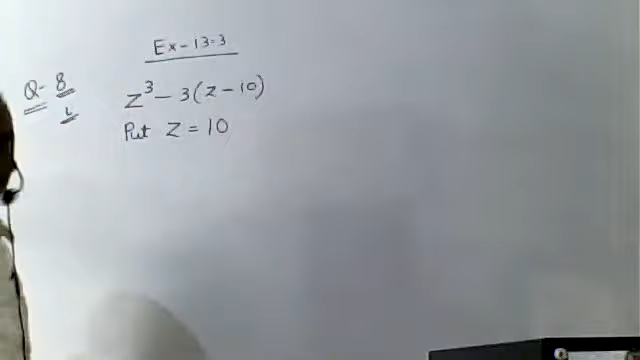 Ex-13.3
Q-8
i
z³ - 3(z - 10)
Put z = 10